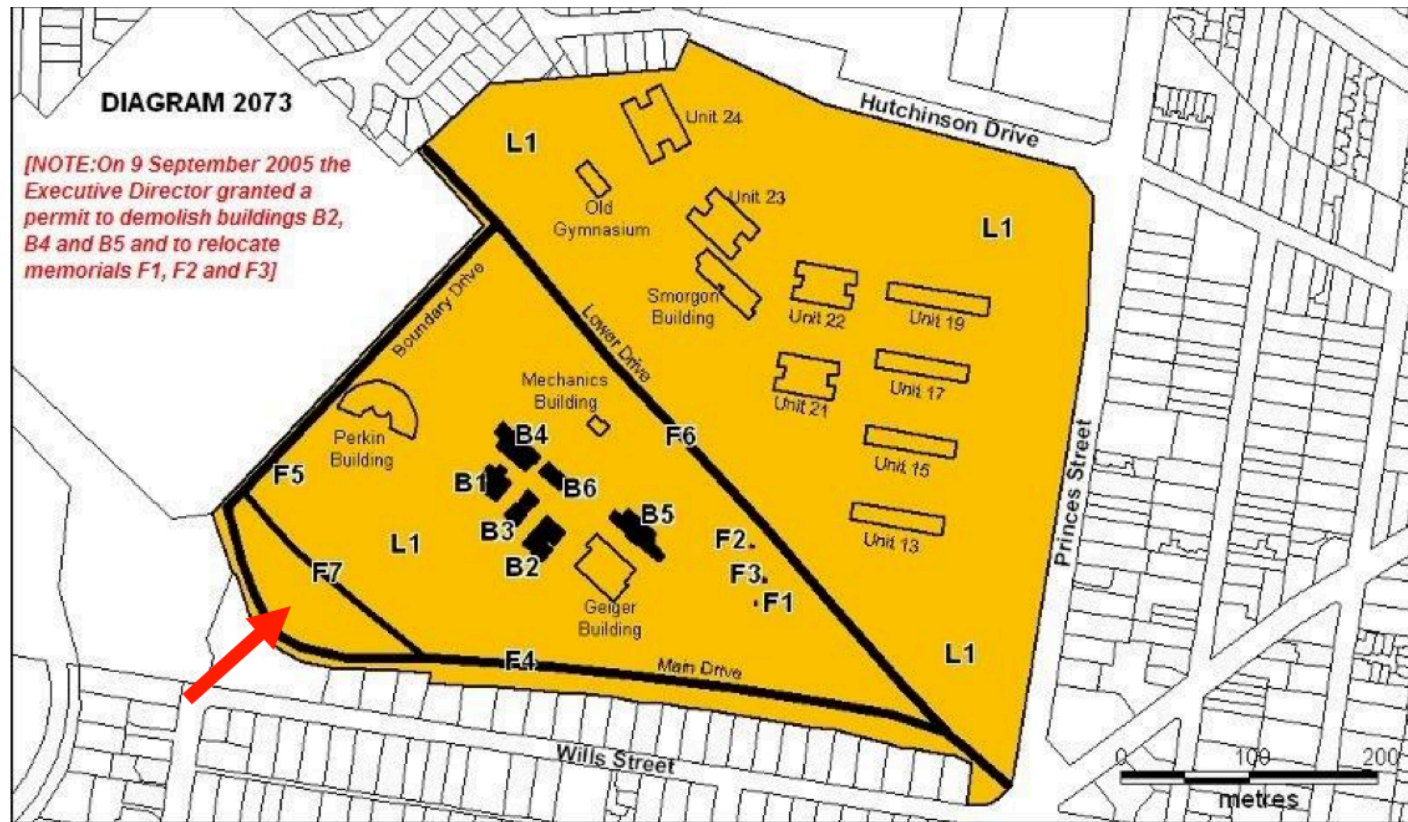 DIAGRAM 2073
[NOTE:On 9 September 2005 the
Executive Director granted a
permit to demolish buildings B2,
B4 and B5 and to relocate
memorials F1, F2 and F3]
Hutchinson Drive
Unit 24
L1
Old
Gymnasium
Unit 23
L1
Smorgon
Building
Unit 22
Unit 19
Boundary Drive
Lower Drive
Unit 21
Unit 17
Mechanics
Building
Perkin
Building
F6
Unit 15
B4
F5
B1
B6
B3
B5
Unit 13
Princes Street
L1
B2
F2
F3
F1
F7
Geiger
Building
F4
Main Drive
L1
Wills Street
0 100 200
metres